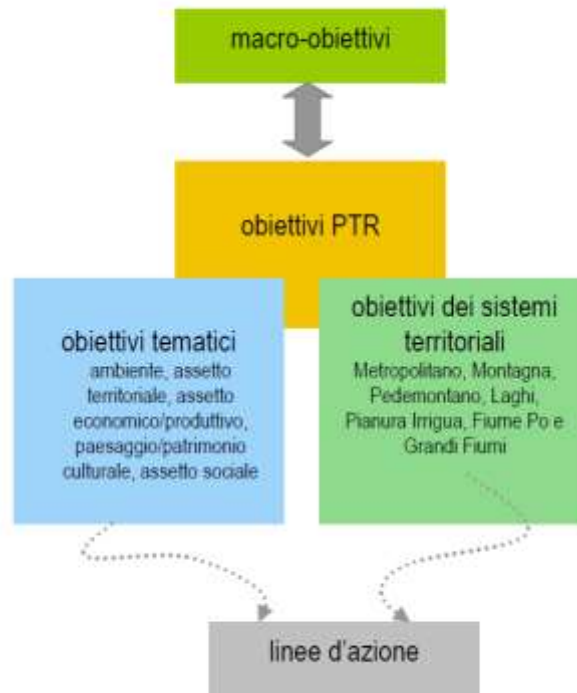 macro-obiettivi
obiettivi PTR
obiettivi tematici
ambiente, assetto
territoriale, assetto
economico/produttivo,
paesaggio/patrimonio
culturale, assetto sociale
obiettivi dei sistemi
territoriali
Metropolitano, Montagna,
Pedemontano, Laghi,
Pianura Irrigua, Fiume Po e
Grandi Fiumi
linee d'azione